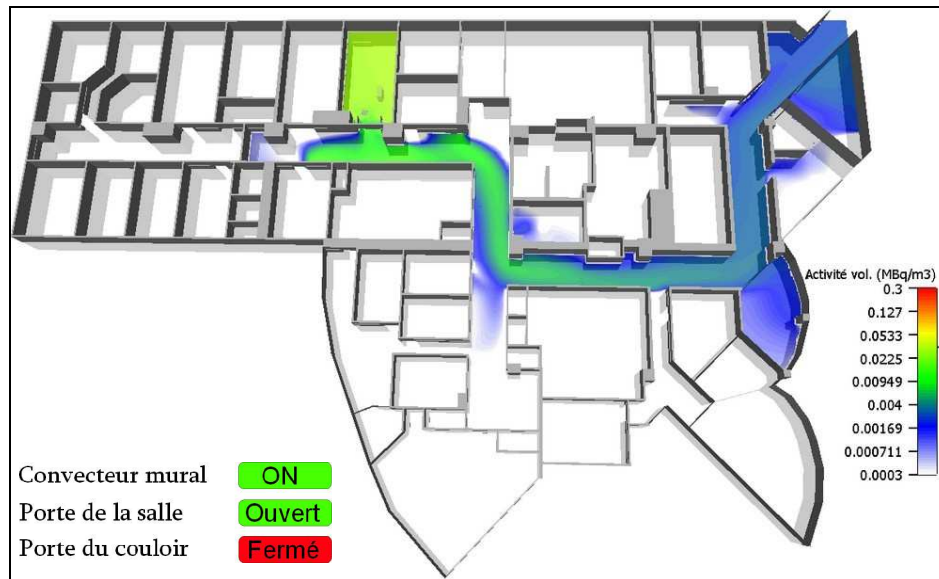 Activité vol. (MBq/m3)
0.3
0.127
0.0533
0.0225
0.00949
0.004
0.00169
0.000711
0.0003
Convecteur mural ON
Porte de la salle Ouvert
Porte du couloir Fermé